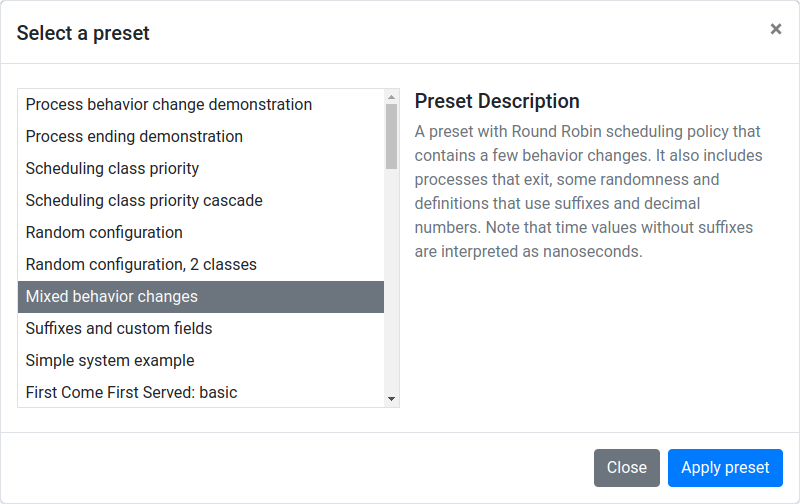 Select a preset
×
Process behavior change demonstration
Process ending demonstration
Scheduling class priority
Scheduling class priority cascade
Random configuration
Random configuration, 2 classes
Mixed behavior changes
Suffixes and custom fields
Simple system example
First Come First Served: basic
Preset Description
A preset with Round Robin scheduling policy that
contains a few behavior changes. It also includes
processes that exit, some randomness and
definitions that use suffixes and decimal
numbers. Note that time values without suffixes
are interpreted as nanoseconds.
Close
Apply preset